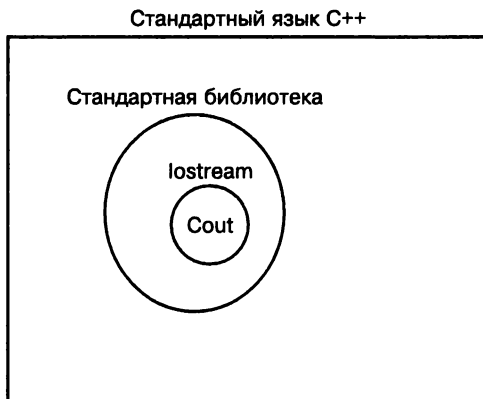 Стандартный язык C++
Стандартная библиотека
Iostream
Cout